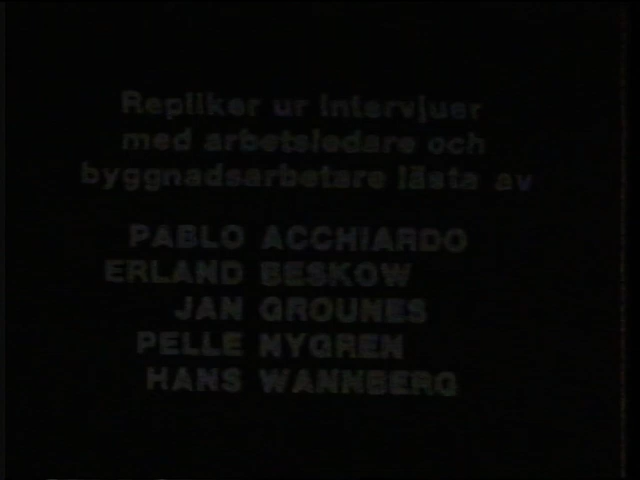 Repliker ur intervjuer
med arbetsledare och
byggnadsarbetare lästa av
PABLO ACCHIARDO
ERLAND BESKOW
JAN GROUNES
PELLE NYGREN
HANS WANNBERG